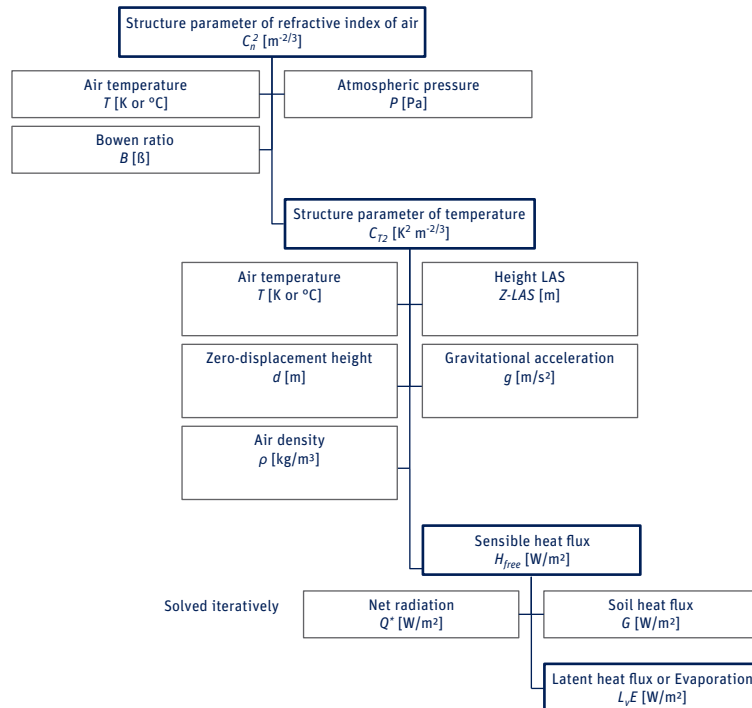 Structure parameter of refractive index of air
Cₙ² [m⁻²/³]
Air temperature
T [K or °C]
Atmospheric pressure
P [Pa]
Bowen ratio
B [ß]
Structure parameter of temperature
C_T2 [K² m⁻²/³]
Air temperature
T [K or °C]
Height LAS
Z-LAS [m]
Zero-displacement height
d [m]
Gravitational acceleration
g [m/s²]
Air density
ρ [kg/m³]
Sensible heat flux
H_free [W/m²]
Solved iteratively
Net radiation
Q* [W/m²]
Soil heat flux
G [W/m²]
Latent heat flux or Evaporation
LᵥE [W/m²]